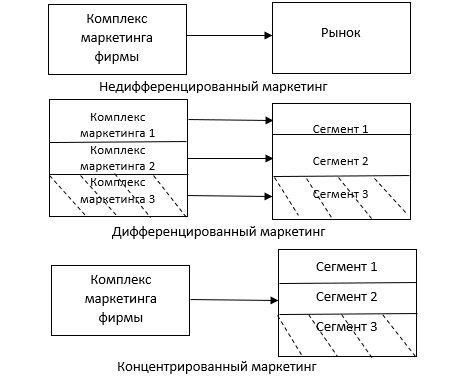 Комплекс
маркетинга
фирмы
Рынок
Недифференцированный маркетинг
Комплекс
маркетинга 1
Сегмент 1
Комплекс
маркетинга 2
Сегмент 2
Комплекс
маркетинга 3
Сегмент 3
Дифференцированный маркетинг
Комплекс
маркетинга
фирмы
Сегмент 1
Сегмент 2
Сегмент 3
Концентрированный маркетинг